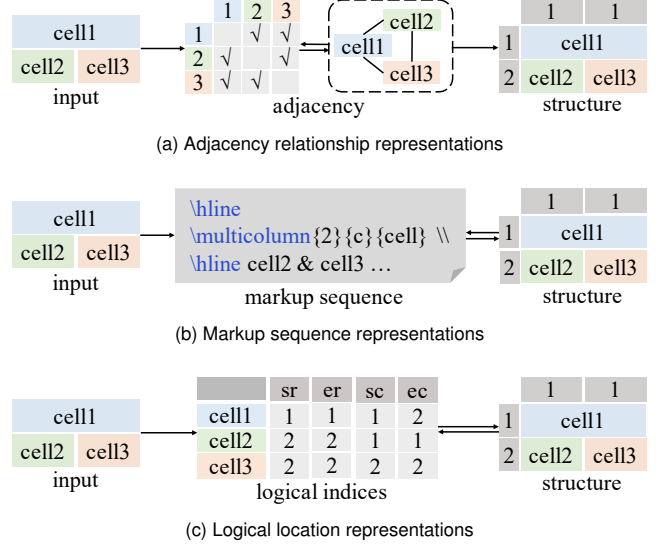 1 2 3
1 √ √
2 √ √
3 √ √
cell1
cell2 cell3
input
adjacency
cell2
cell1
cell3
1 1
1 cell1
2 cell2 cell3
structure
(a) Adjacency relationship representations
cell1
cell2 cell3
input
\hline
\multicolumn{2}{c}{cell} \\
\hline cell2 & cell3 ...
markup sequence
1 1
1 cell1
2 cell2 cell3
structure
(b) Markup sequence representations
cell1
cell2 cell3
input
sr er sc ec
cell1 1 1 1 2
cell2 2 2 1 1
cell3 2 2 2 2
logical indices
1 1
1 cell1
2 cell2 cell3
structure
(c) Logical location representations